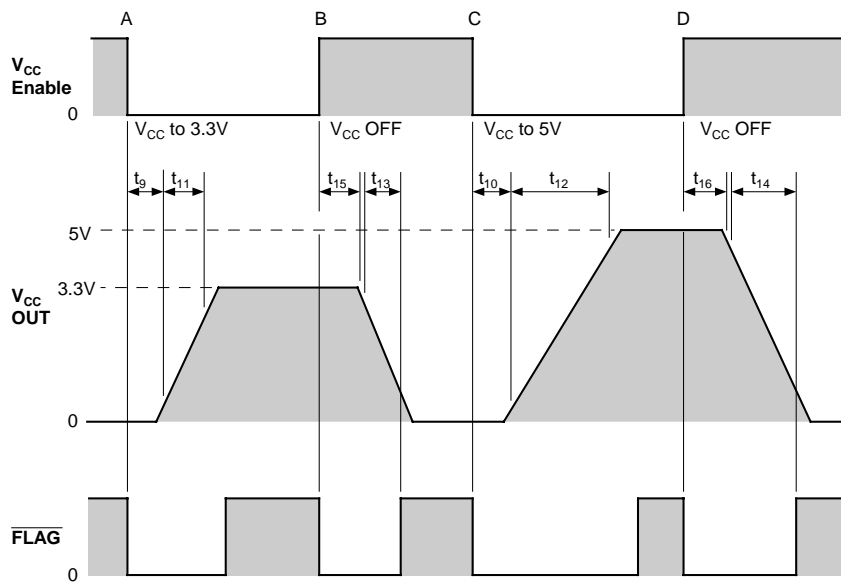 A B C D
VCC
Enable
0
VCC to 3.3V VCC OFF VCC to 5V VCC OFF
t9 t11 t15 t13 t10 t12 t16 t14
5V
3.3V
VCC
OUT
0
FLAG
0